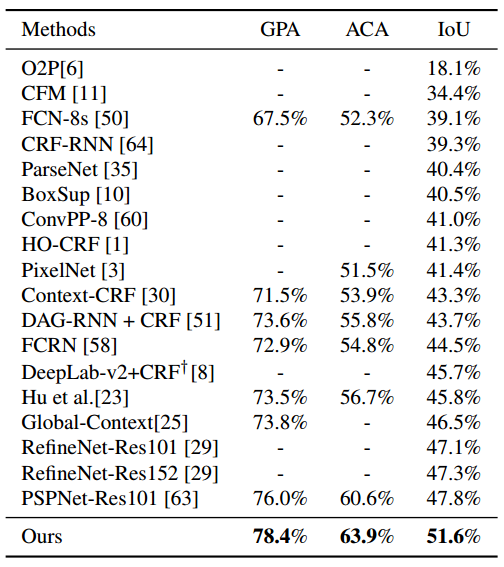 Methods GPA ACA IoU
O2P[6] - - 18.1%
CFM [11] - - 34.4%
FCN-8s [50] 67.5% 52.3% 39.1%
CRF-RNN [64] - - 39.3%
ParseNet [35] - - 40.4%
BoxSup [10] - - 40.5%
ConvPP-8 [60] - - 41.0%
HO-CRF [1] - - 41.3%
PixelNet [3] - 51.5% 41.4%
Context-CRF [30] 71.5% 53.9% 43.3%
DAG-RNN + CRF [51] 73.6% 55.8% 43.7%
FCRN [58] 72.9% 54.8% 44.5%
DeepLab-v2+CRF† [8] - - 45.7%
Hu et al.[23] 73.5% 56.7% 45.8%
Global-Context[25] 73.8% - 46.5%
RefineNet-Res101 [29] - - 47.1%
RefineNet-Res152 [29] - - 47.3%
PSPNet-Res101 [63] 76.0% 60.6% 47.8%
Ours 78.4% 63.9% 51.6%